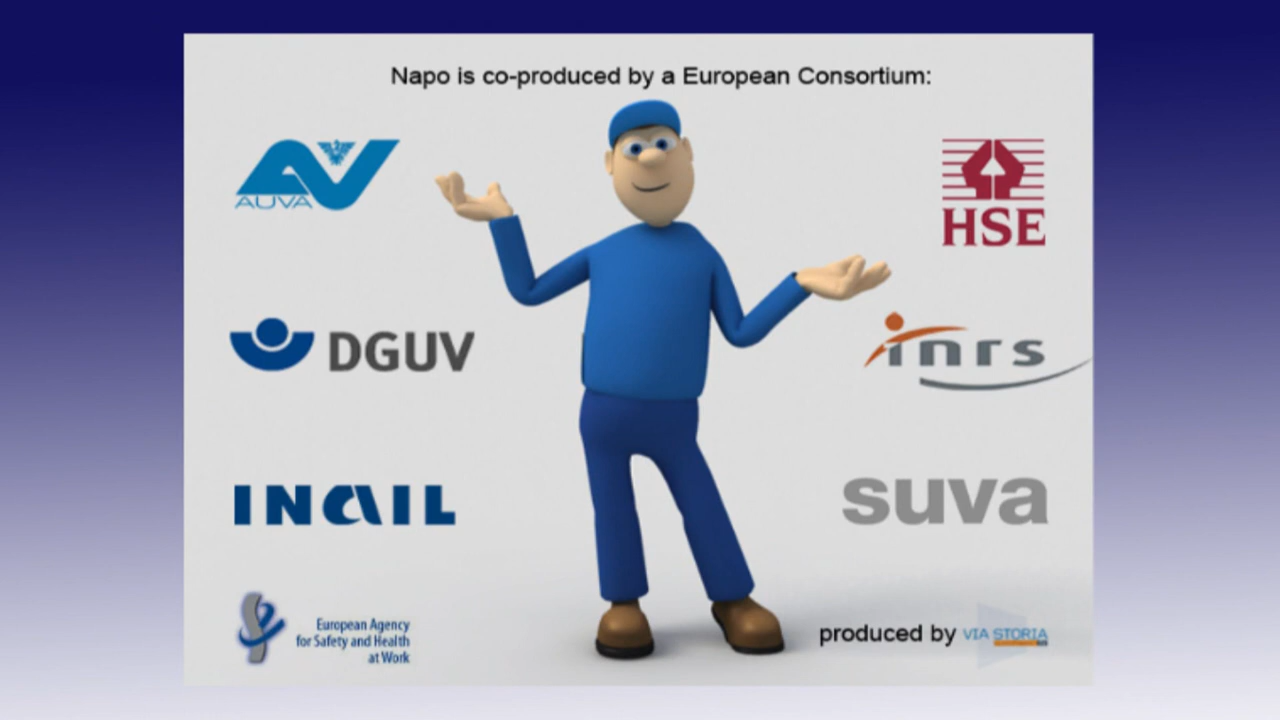 Napo is co-produced by a European Consortium:
AUVA
HSE
DGUV
inrs
INAIL
suva
European Agency
for Safety and Health
at Work
produced by VIA STORIA